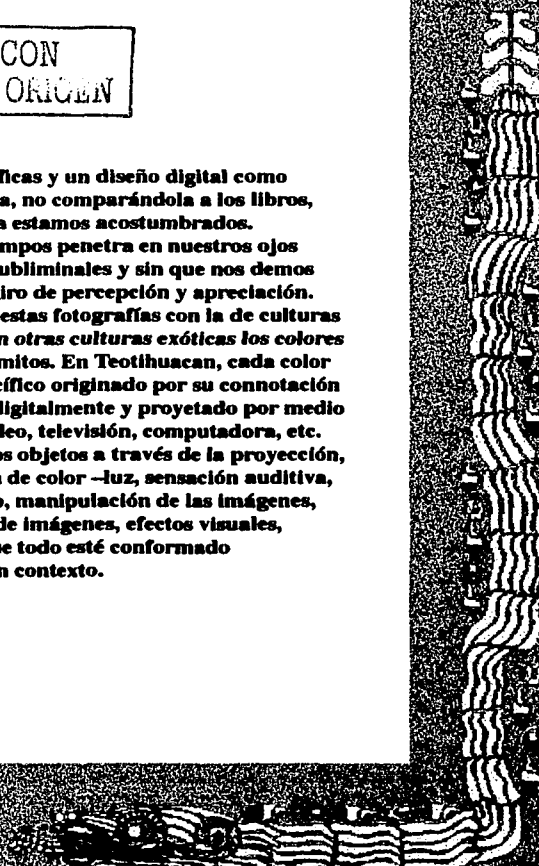 CON
ORIGEN
ficas y un diseño digital como
a, no comparándola a los libros,
a estamos acostumbrados.
mpos penetra en nuestros ojos
ubliminales y sin que nos demos
iro de percepción y apreciación.
estas fotografías con la de culturas
n otras culturas exóticas los colores
mitos. En Teotihuacan, cada color
cífico originado por su connotación
digitalmente y proyetado por medio
deo, televisión, computadora, etc.
os objetos a través de la proyección,
a de color –luz, sensación auditiva,
o, manipulación de las imágenes,
de imágenes, efectos visuales,
ue todo esté conformado
n contexto.